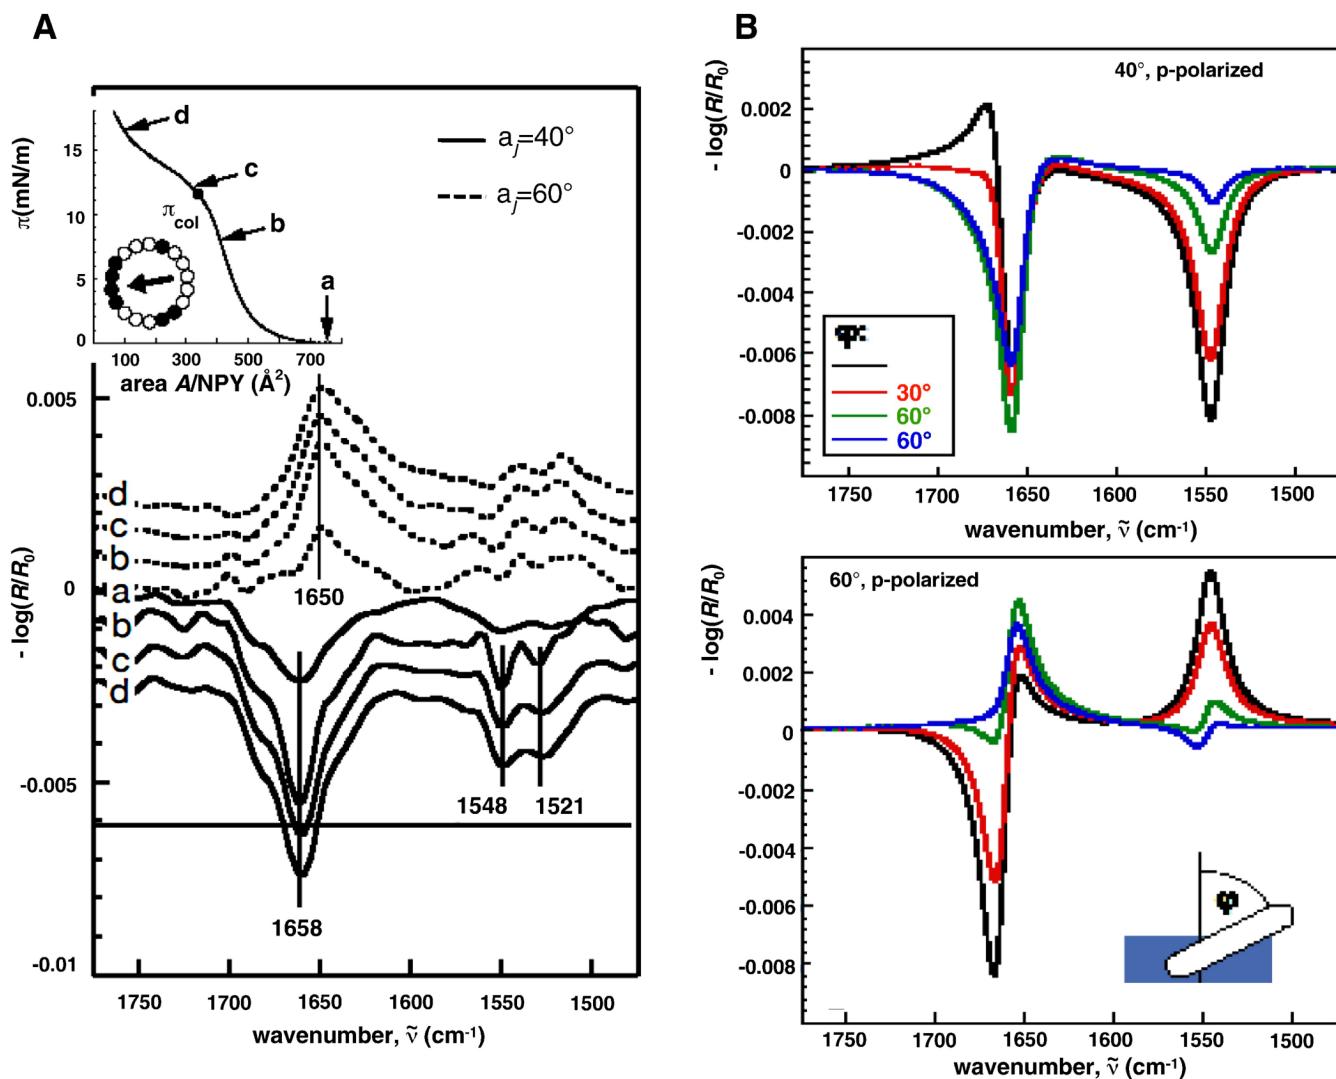 A
π(mN/m)
15
10
5
0
d
c
π col
b
a
100 300 500 700
area A/NPY (Å2)
aj=40°
aj=60°
- log(R/R0)
0.005
0
-0.005
-0.01
d
c
b
a
b
c
d
1650
1548
1521
1658
1750 1700 1650 1600 1550 1500
wavenumber, ṽ (cm-1)
B
- log(R/R0)
40°, p-polarized
0.002
0
-0.002
-0.004
-0.006
-0.008
φ:
30°
60°
60°
1750 1700 1650 1600 1550 1500
wavenumber, ṽ (cm-1)
- log(R/R0)
60°, p-polarized
0.004
0.002
0
-0.002
-0.004
-0.006
-0.008
φ
1750 1700 1650 1600 1550 1500
wavenumber, ṽ (cm-1)